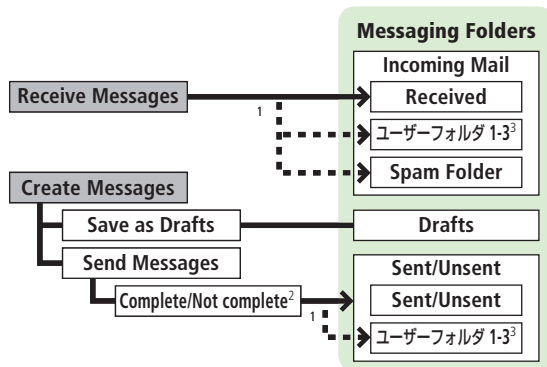 Messaging Folders
Incoming Mail
Receive Messages
1
Received
ユーザーフォルダ 1-3³
Spam Folder
Create Messages
Save as Drafts
Drafts
Send Messages
Sent/Unsent
Complete/Not complete²
1
Sent/Unsent
ユーザーフォルダ 1-3³